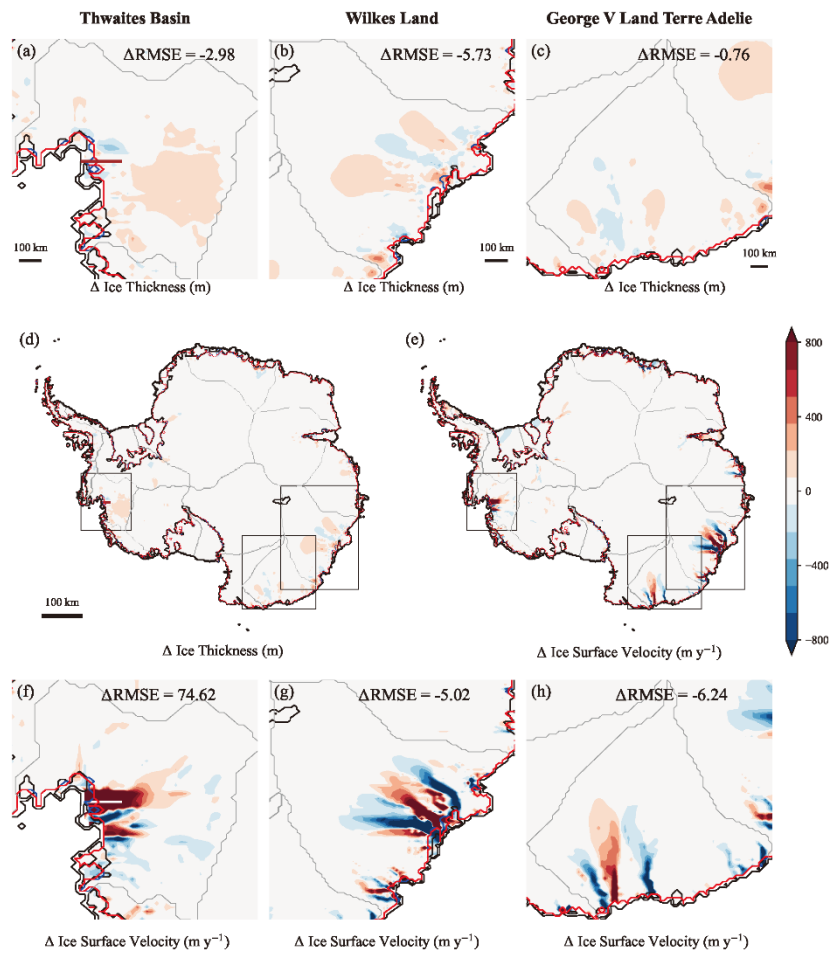 Thwaites Basin Wilkes Land George V Land Terre Adelie
(a) ΔRMSE = -2.98 (b) ΔRMSE = -5.73 (c) ΔRMSE = -0.76
100 km 100 km 100 km
Δ Ice Thickness (m) Δ Ice Thickness (m) Δ Ice Thickness (m)
(d) (e)
800
400
0
-400
−800
100 km
Δ Ice Thickness (m) Δ Ice Surface Velocity (m y⁻¹)
(f) ΔRMSE = 74.62 (g) ΔRMSE = -5.02 (h) ΔRMSE = -6.24
Δ Ice Surface Velocity (m y⁻¹) Δ Ice Surface Velocity (m y⁻¹) Δ Ice Surface Velocity (m y⁻¹)